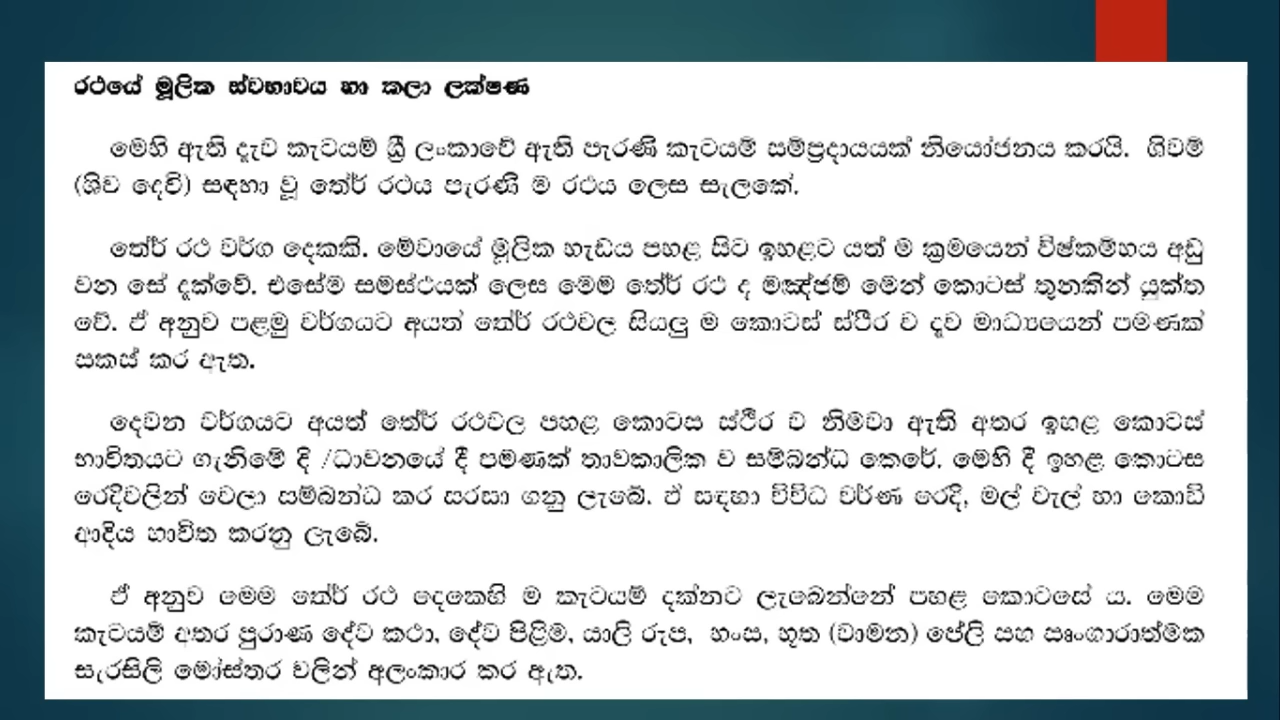 රථයේ මූලික ස්වභාවය හා කලා ලක්ෂණ
මෙහි ඇති දැව කැටයම් ශ්‍රී ලංකාවේ ඇති පැරණි කැටයම් සම්ප්‍රදායයක් නියෝජනය කරයි. ශිවම්
(ශිව දෙවි) සඳහා වූ තේර් රථය පැරණි ම රථය ලෙස සැලකේ.
තේර් රථ වර්ග දෙකකි. මේවායේ මූලික හැඩය පහළ සිට ඉහළට යත් ම ක්‍රමයෙන් විෂ්කම්භය අඩු
වන සේ දැක්වේ. එසේම සමස්ථයක් ලෙස මෙම තේර් රථ ද මඤ්ජම් මෙන් කොටස් තුනකින් යුක්ත
වේ. ඒ අනුව පළමු වර්ගයට අයත් තේර් රථවල සියලු ම කොටස් ස්ථිර ව දැව මාධ්‍යයෙන් පමණක්
සකස් කර ඇත.
දෙවන වර්ගයට අයත් තේර් රථවල පහළ කොටස ස්ථිර ව නිමවා ඇති අතර ඉහළ කොටස්
භාවිතයට ගැනීමේ දි /ධාවනයේ දී පමණක් තාවකාලික ව සම්බන්ධ කෙරේ. මෙහි දී ඉහළ කොටස
රෙදිවලින් වෙලා සම්බන්ධ කර සරසා ගනු ලැබේ. ඒ සඳහා විවිධ වර්ණ රෙදි, මල් වැල් හා කොඩි
ආදිය භාවිත කරනු ලැබේ.
ඒ අනුව මෙම තේර් රථ දෙකෙහි ම කැටයම් දක්නට ලැබෙන්නේ පහළ කොටසේ ය. මෙම
කැටයම් අතර පුරාණ දේව කථා, දේව පිළිම, යාලි රූප, හංස, භූත (වාමන) පේලි සහ සෘංගාරාත්මක
සැරසිලි මෝස්තර වලින් අලංකාර කර ඇත.